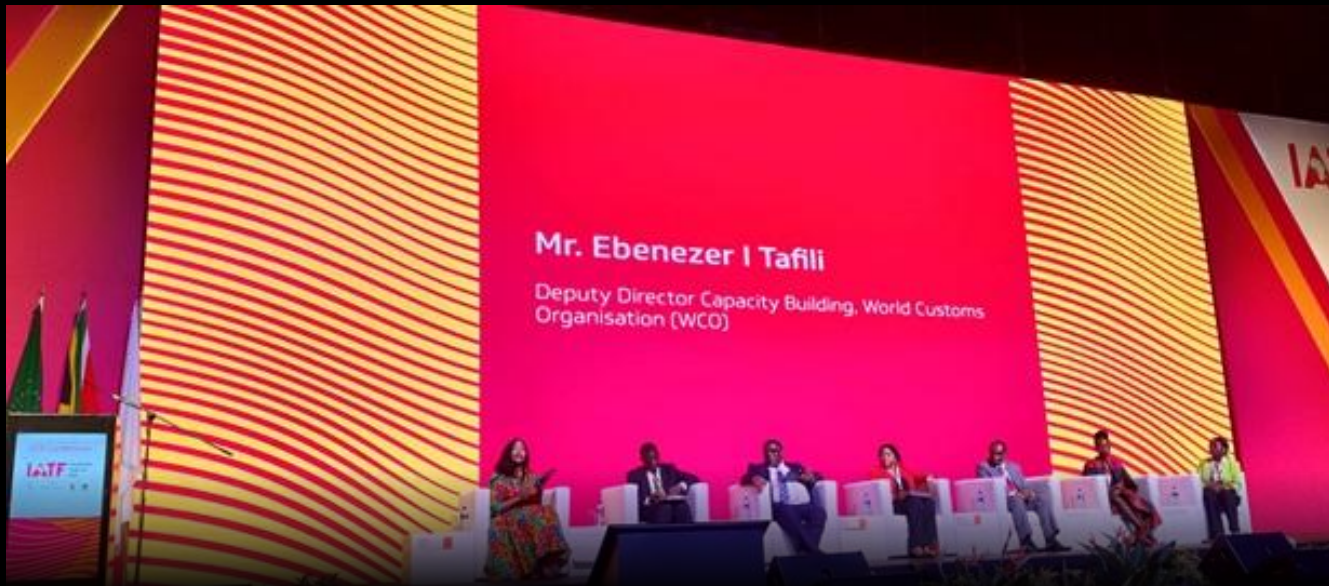 Mr. Ebenezer I Tafili
Deputy Director Capacity Building, World Customs
Organisation (WCO)
IATF